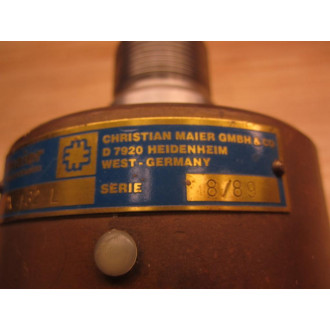 CHRISTIAN MAIER GMBH & CO
D 7920 HEIDENHEIM
WEST-GERMANY
SERIE 8/89